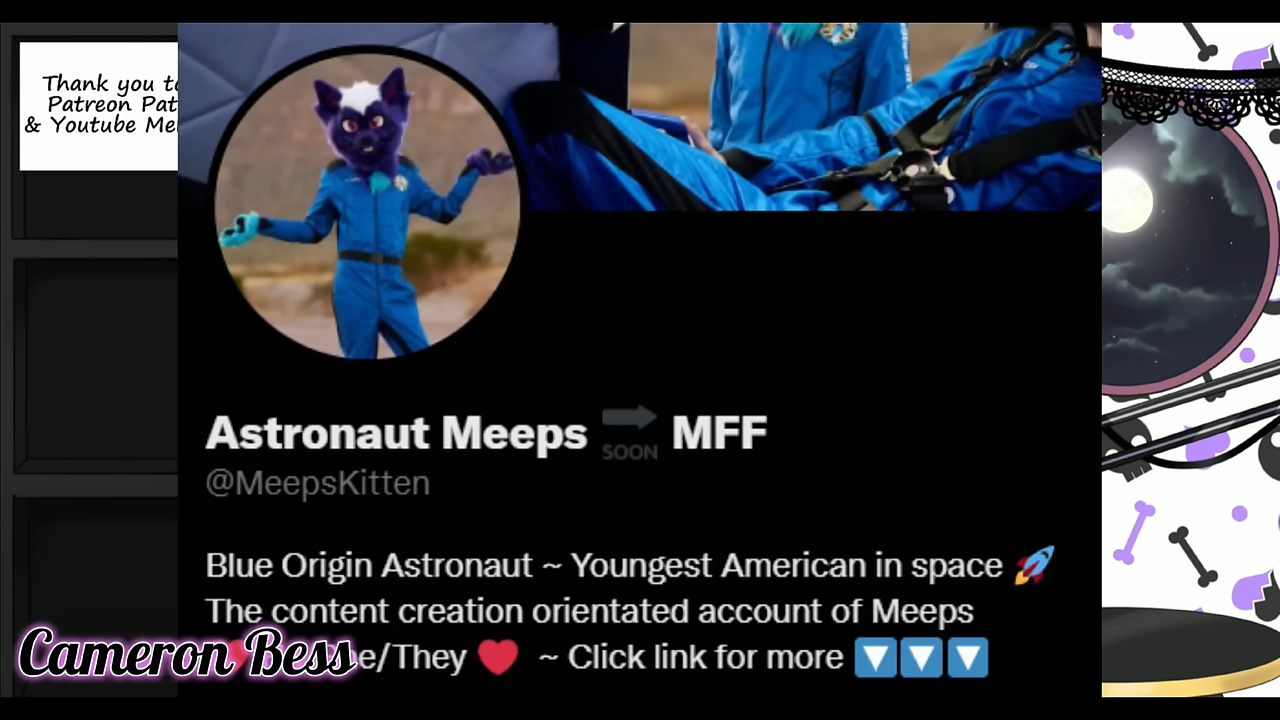 Thank you to
Patreon Pat
& Youtube Me
Astronaut Meeps SOON MFF
@MeepsKitten
Blue Origin Astronaut ~ Youngest American in space 🚀
The content creation orientated account of Meeps
e/They ❤️ ~ Click link for more 🔽🔽🔽
Cameron Bess